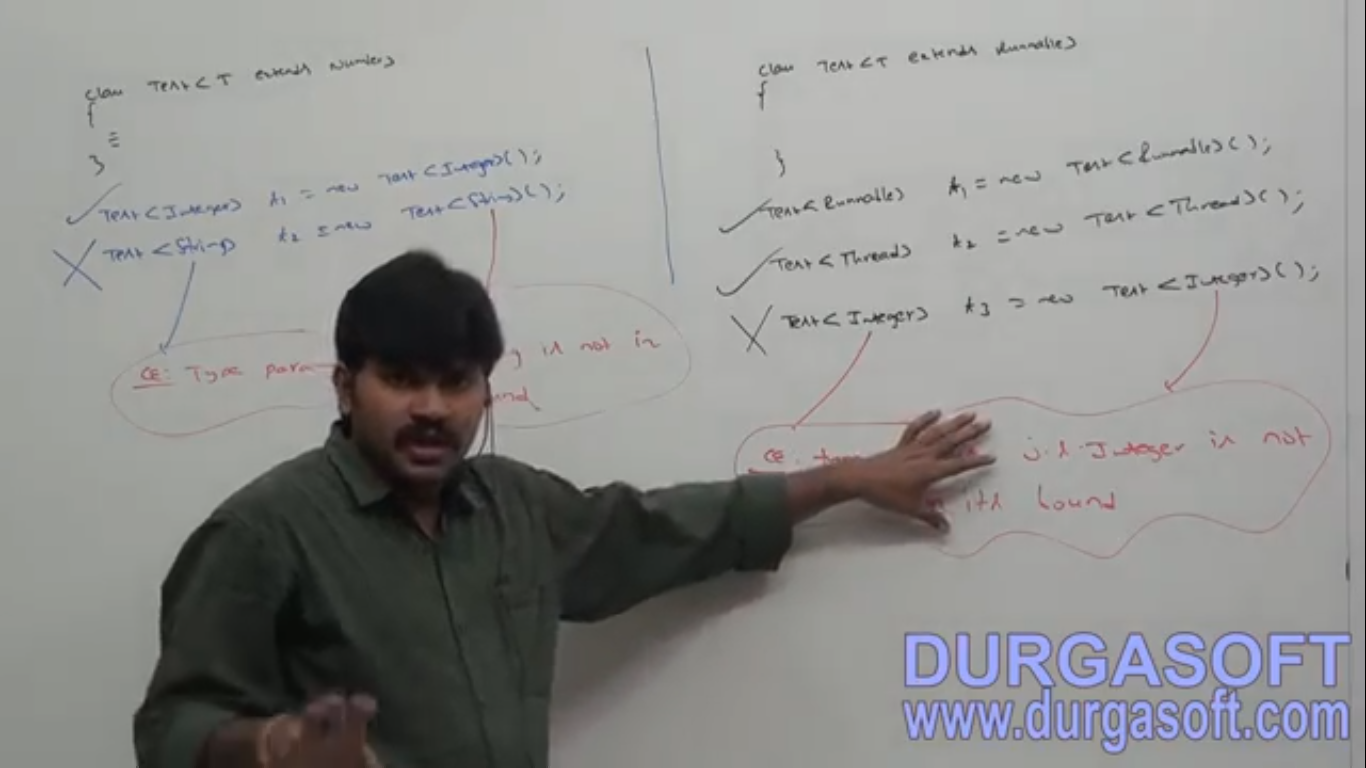 class Test<T extends Number>
{
≡
}
✓ Test<Integer> t1 = new Test<Integer>();
X Test<String> t2 = new Test<String>();
CE: Type para g is not in
und
class Test<T extends Runnable>
{
}
✓ Test<Runnable> t1 = new Test<Runnable>();
✓ Test<Thread> t2 = new Test<Thread>();
X Test<Integer> t3 = new Test<Integer>();
CE: j.l.Integer is not
its bound
DURGASOFT
www.durgasoft.com